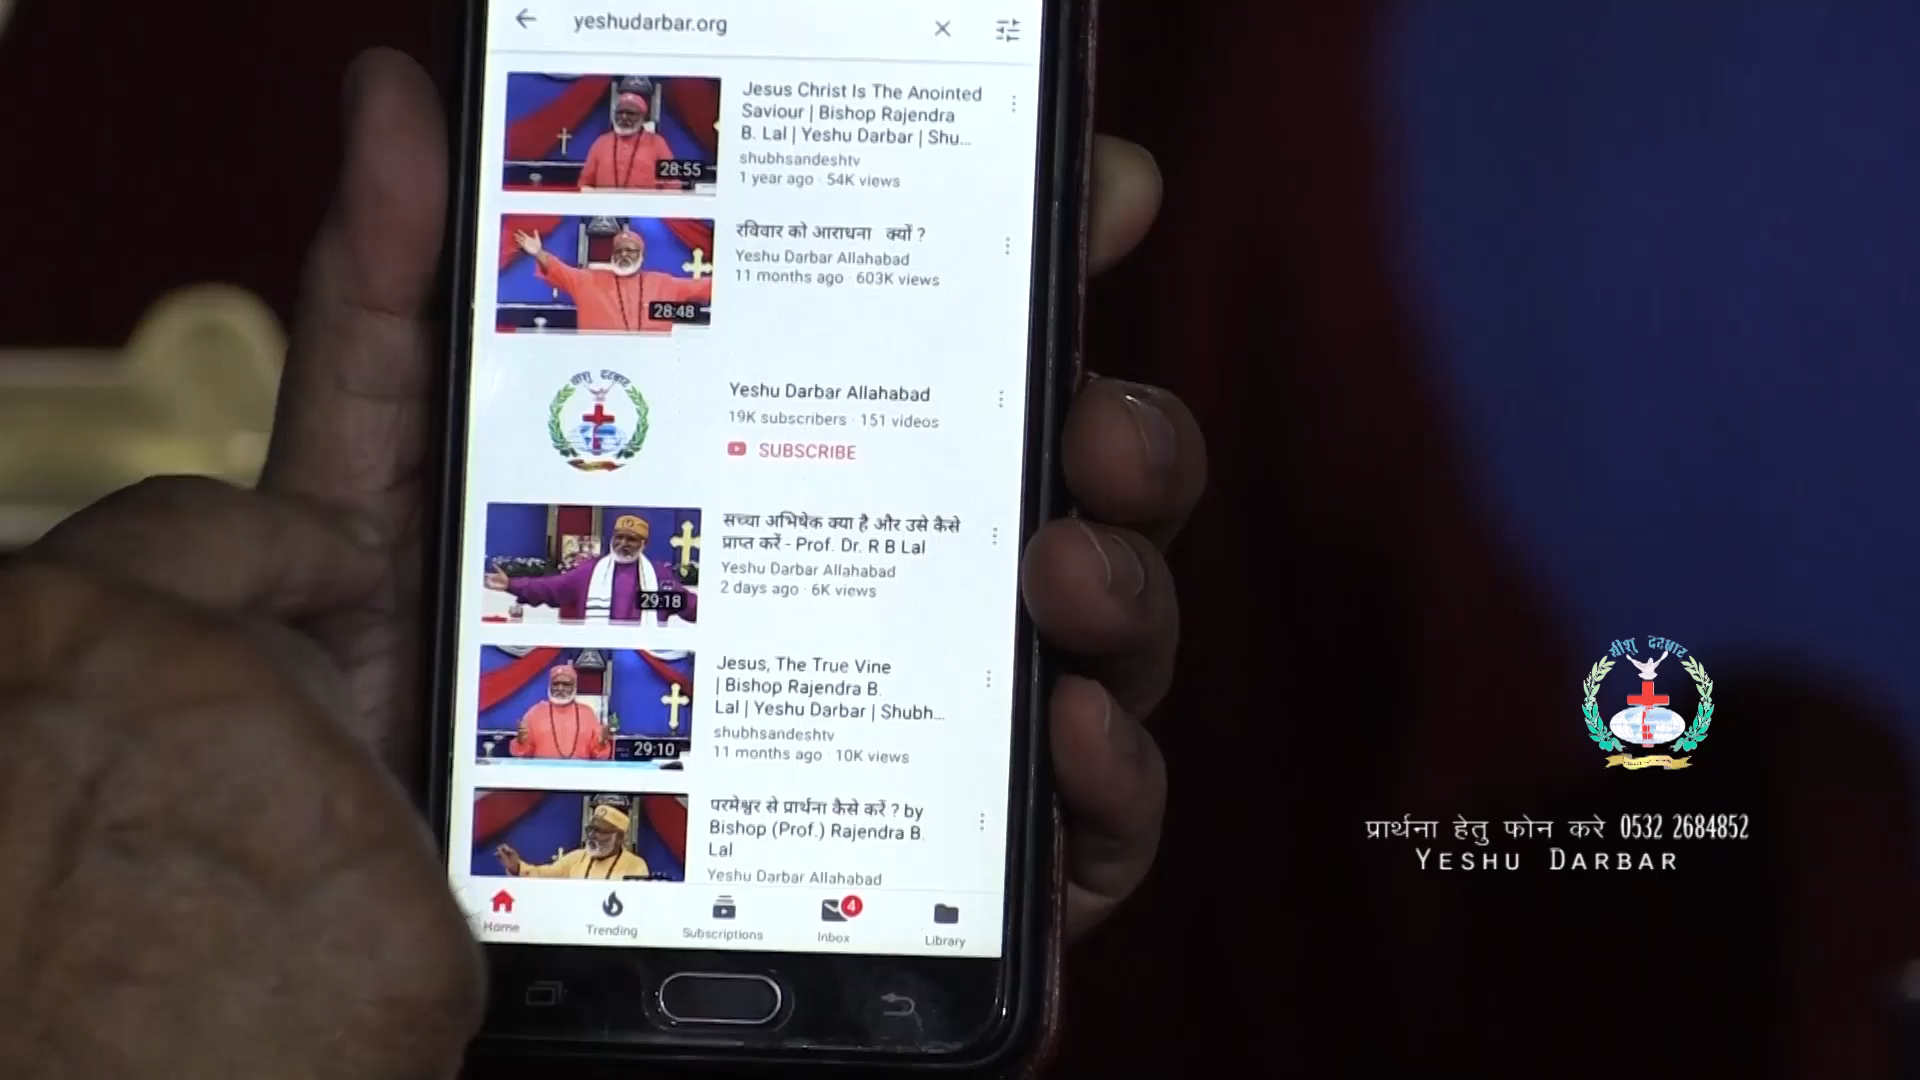 yeshudarbar.org
Jesus Christ Is The Anointed
Saviour | Bishop Rajendra
B. Lal | Yeshu Darbar | Shu...
shubhsandeshtv
1 year ago · 54K views
28:55
रविवार को आराधना क्यों ?
Yeshu Darbar Allahabad
11 months ago · 603K views
28:48
यीशु दरबार
Yeshu Darbar Allahabad
19K subscribers · 151 videos
SUBSCRIBE
सच्चा अभिषेक क्या है और उसे कैसे
प्राप्त करें - Prof. Dr. R B Lal
Yeshu Darbar Allahabad
2 days ago · 6K views
29:18
Jesus, The True Vine
| Bishop Rajendra B.
Lal | Yeshu Darbar | Shubh...
shubhsandeshtv
11 months ago · 10K views
29:10
परमेश्वर से प्रार्थना कैसे करें ? by
Bishop (Prof.) Rajendra B.
Lal
Yeshu Darbar Allahabad
Home
Trending
Subscriptions
4
Inbox
Library
यीशु दरबार
प्रार्थना हेतु फोन करे 0532 2684852
YESHU DARBAR